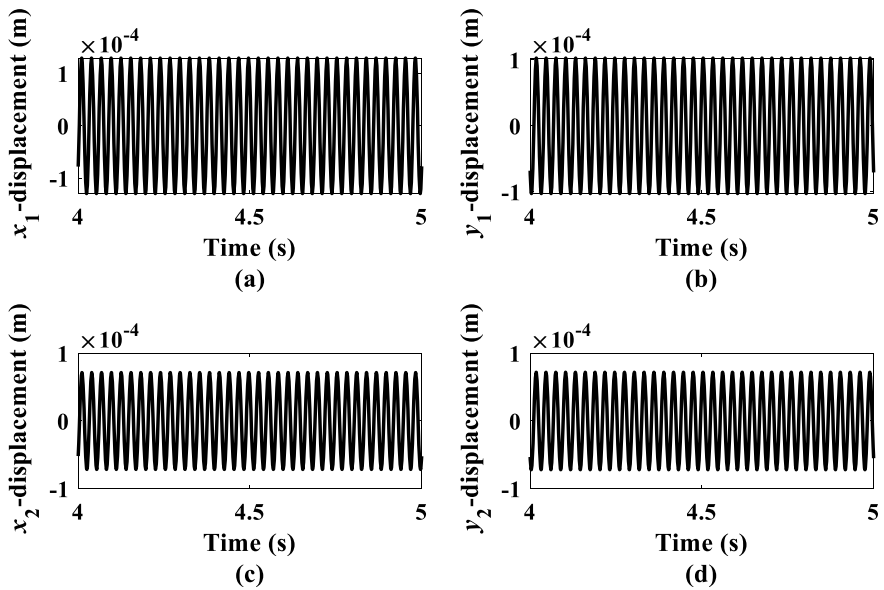 ×10⁻⁴
x₁-displacement (m)
1
0
-1
4
4.5
5
Time (s)
(a)
×10⁻⁴
y₁-displacement (m)
1
0
-1
4
4.5
5
Time (s)
(b)
×10⁻⁴
x₂-displacement (m)
1
0
-1
4
4.5
5
Time (s)
(c)
×10⁻⁴
y₂-displacement (m)
1
0
-1
4
4.5
5
Time (s)
(d)